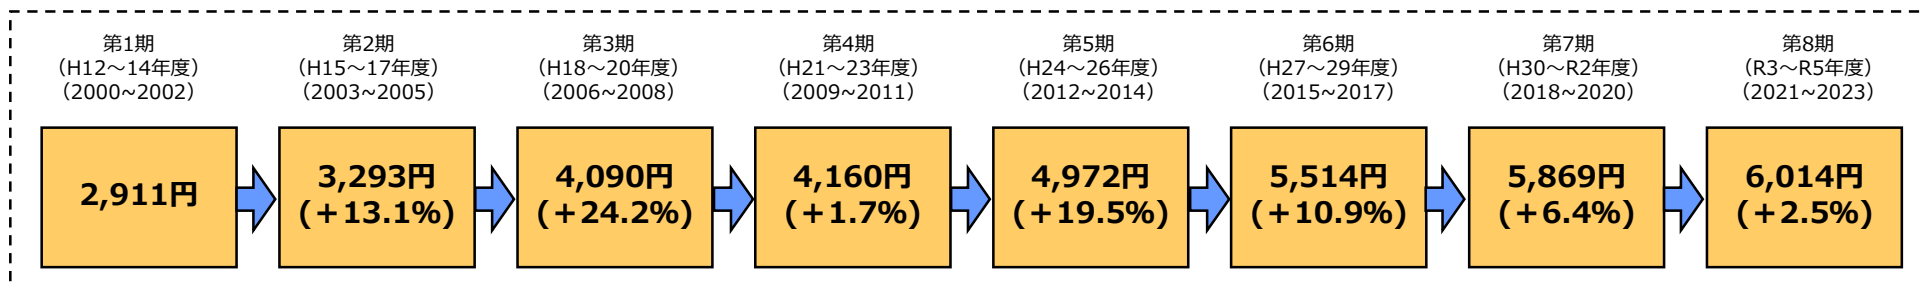 第1期
（H12～14年度）
（2000~2002）
2,911円
第2期
（H15～17年度）
（2003~2005）
3,293円
(＋13.1%)
第3期
（H18～20年度）
（2006~2008）
4,090円
(＋24.2%)
第4期
（H21～23年度）
（2009~2011）
4,160円
(＋1.7%)
第5期
（H24～26年度）
（2012~2014）
4,972円
(＋19.5%)
第6期
（H27～29年度）
（2015~2017）
5,514円
(＋10.9%)
第7期
（H30～R2年度）
（2018~2020）
5,869円
(＋6.4%)
第8期
（R3～R5年度）
（2021~2023）
6,014円
(＋2.5%)